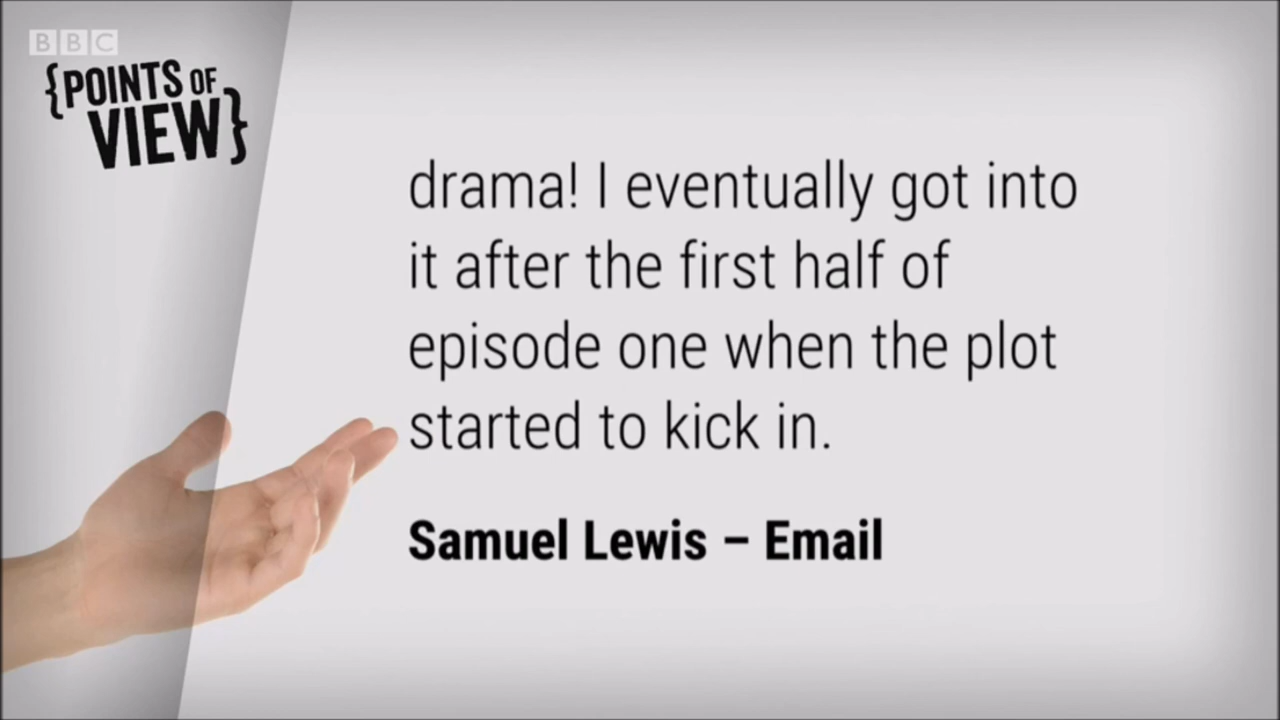 BBC
{POINTS OF
VIEW}
drama! I eventually got into
it after the first half of
episode one when the plot
started to kick in.
Samuel Lewis – Email